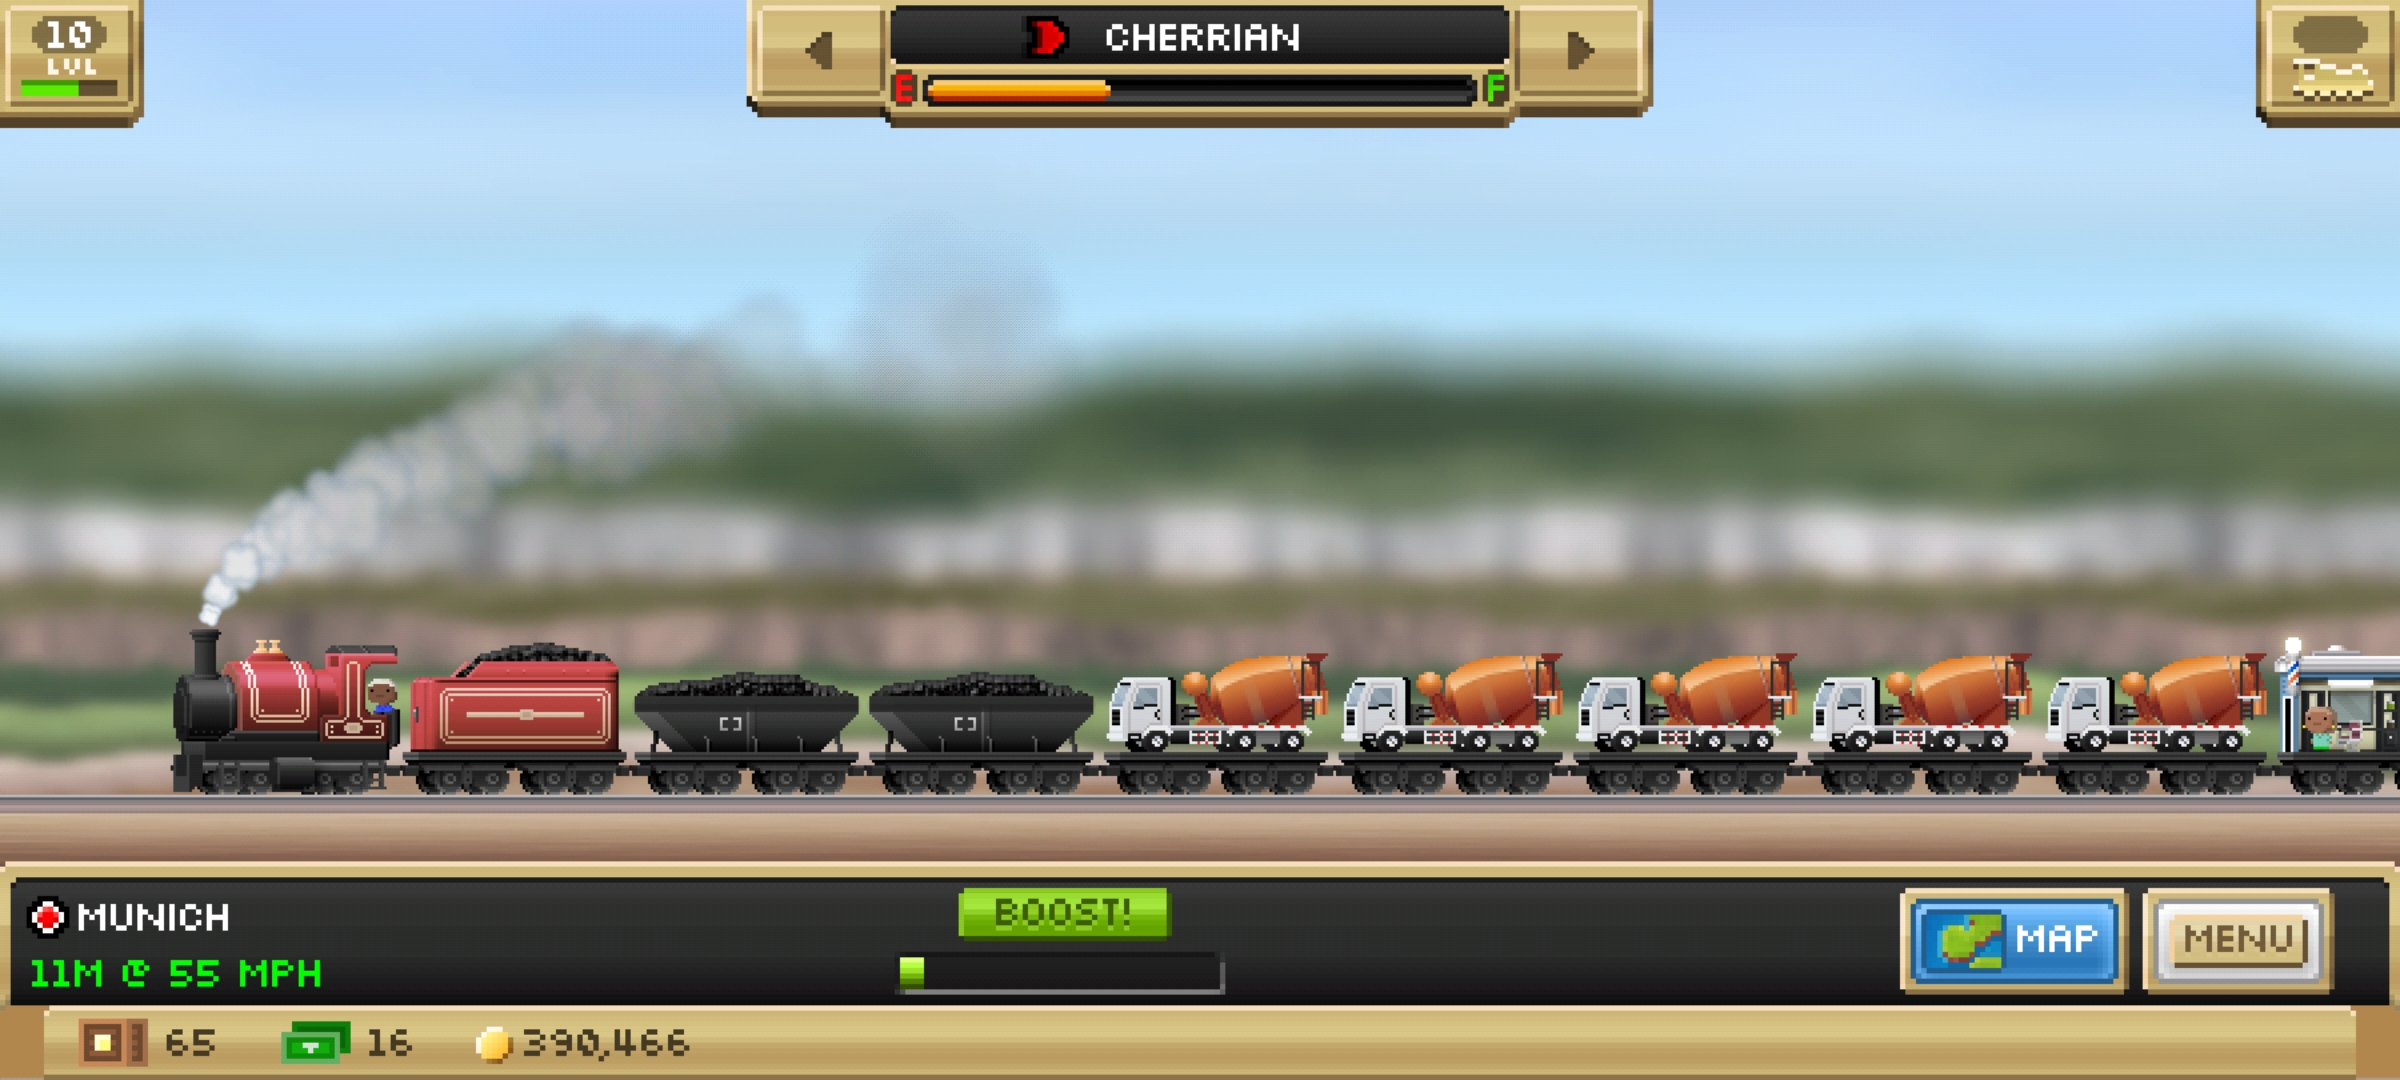 10
LVL
CHERRIAN
E F
MUNICH
11M @ 55 MPH
BOOST!
MAP
MENU
65
16
390,466